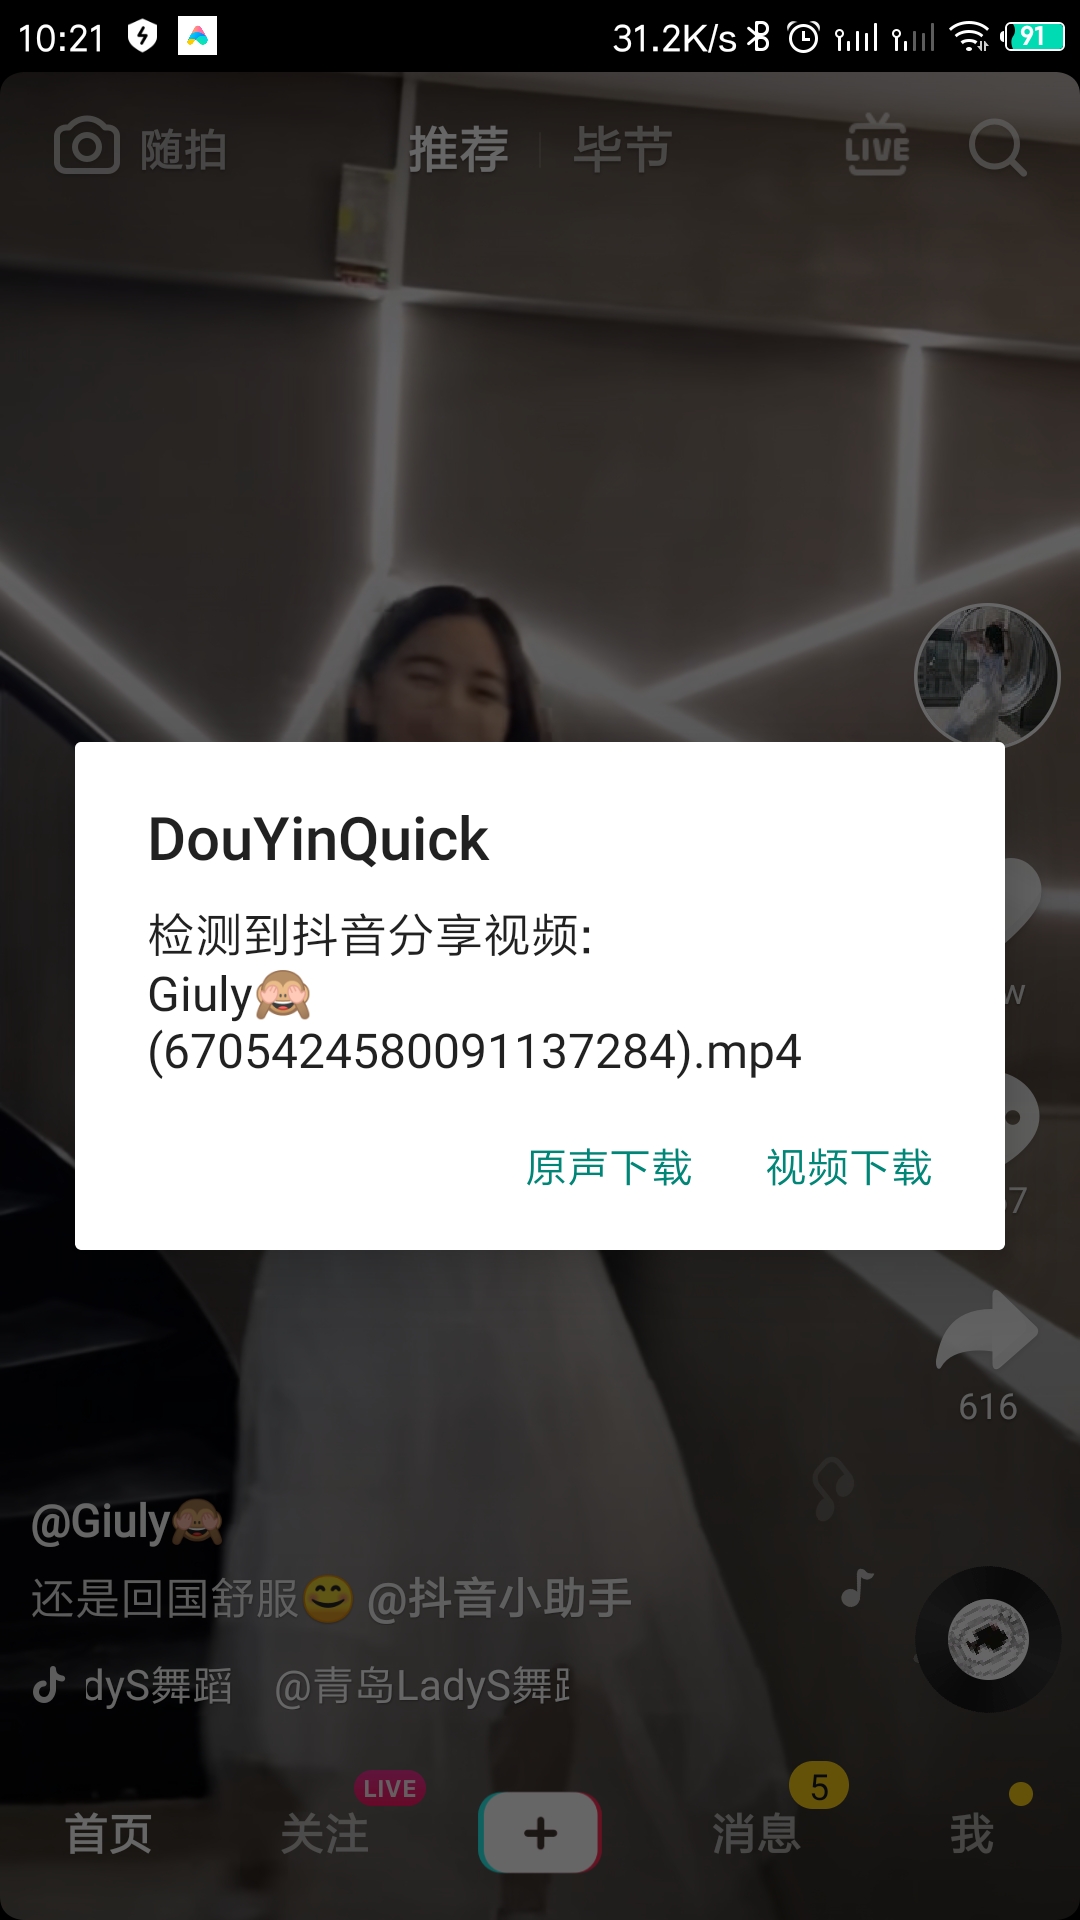 10:21 31.2K/s 91
随拍 推荐 毕节 LIVE
DouYinQuick
检测到抖音分享视频:
Giuly🙈
(6705424580091137284).mp4
原声下载 视频下载
w
7
616
@Giuly🙈
还是回国舒服😊 @抖音小助手
dyS舞蹈 @青岛LadyS舞蹈
LIVE 5
首页 关注 消息 我